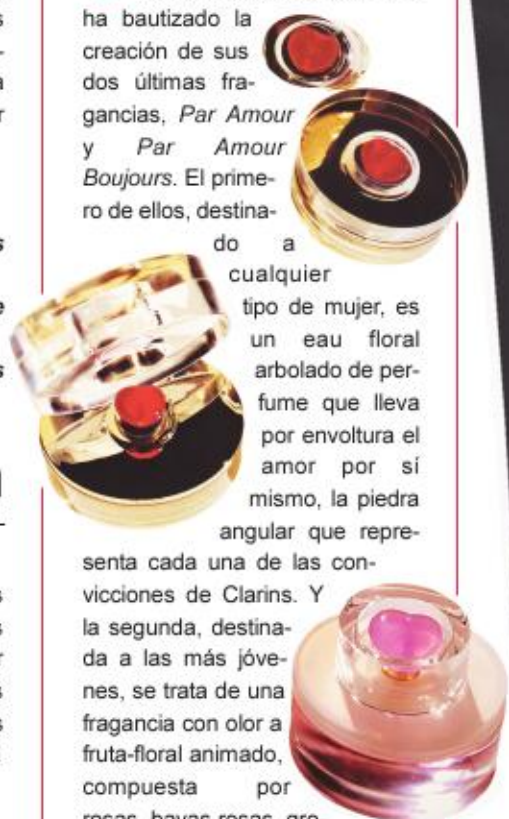 ha bautizado la
creación de sus
dos últimas fra-
gancias, Par Amour
y Par Amour
Boujours. El prime-
ro de ellos, destina-
do a
cualquier
tipo de mujer, es
un eau floral
arbolado de per-
fume que lleva
por envoltura el
amor por sí
mismo, la piedra
angular que repre-
senta cada una de las con-
vicciones de Clarins. Y
la segunda, destina-
da a las más jóve-
nes, se trata de una
fragancia con olor a
fruta-floral animado,
compuesta por
rosas, bayas rosas, gro